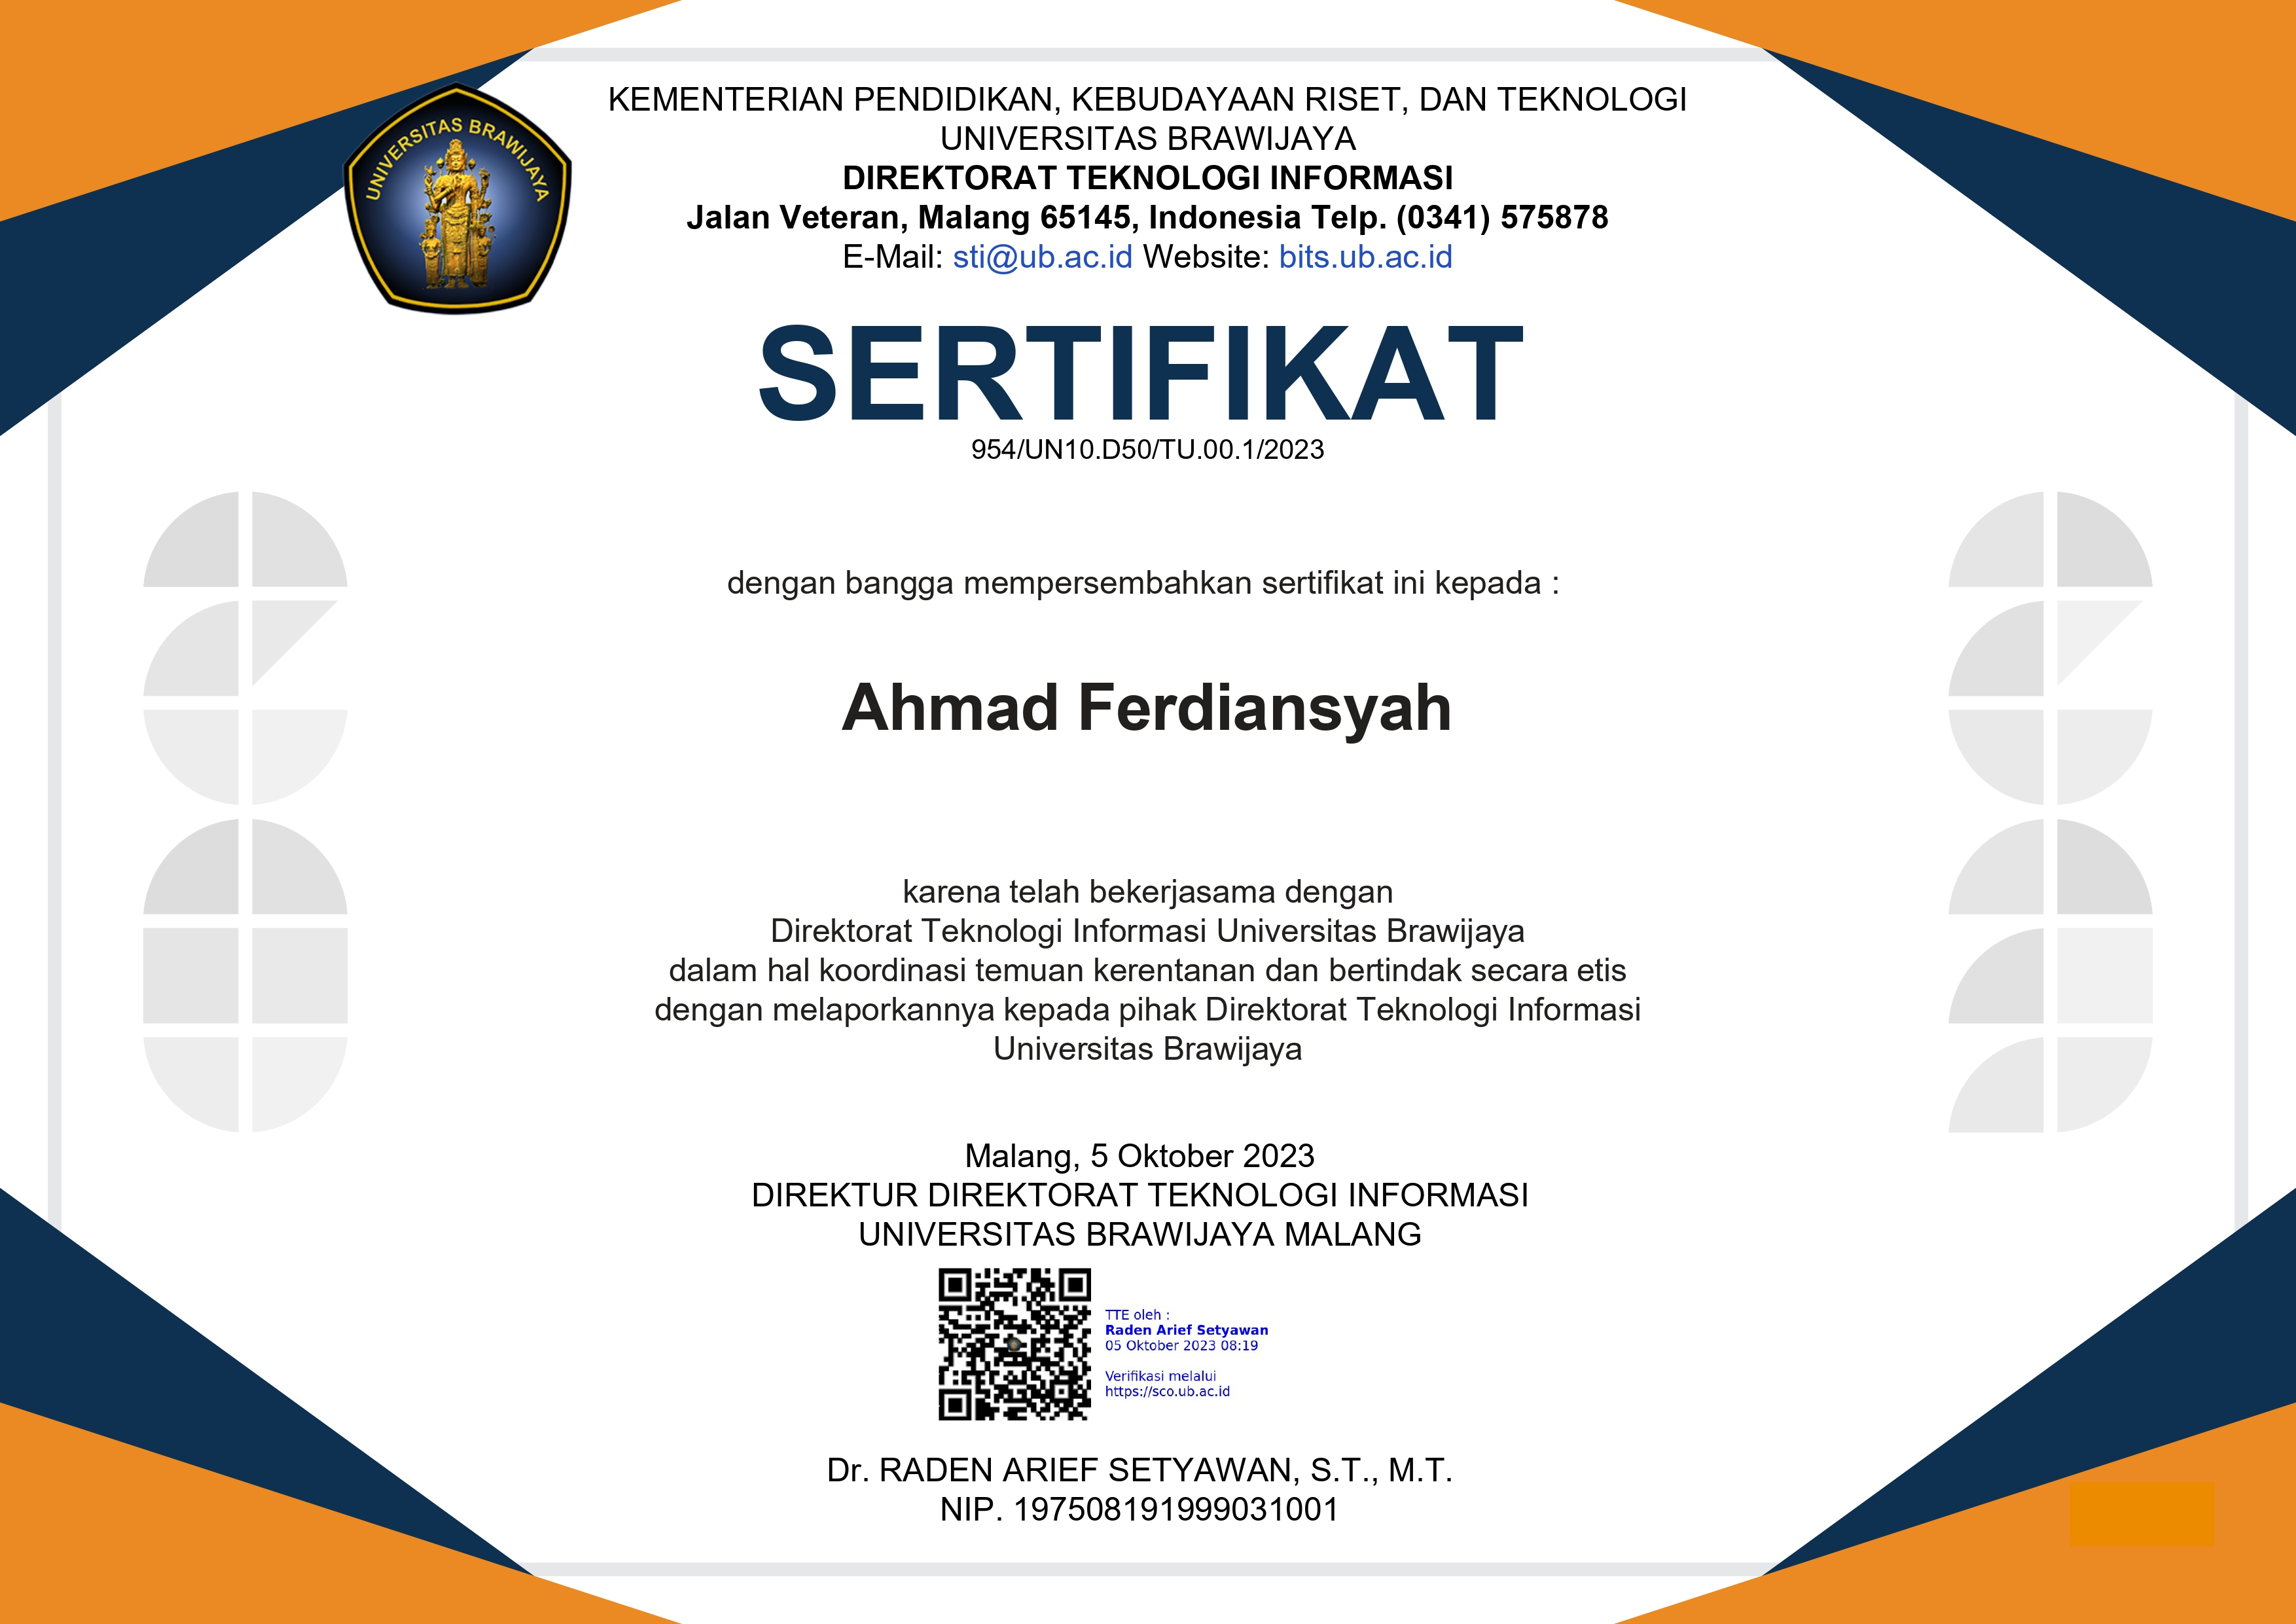 UNIVERSITAS BRAWIJAYA
KEMENTERIAN PENDIDIKAN, KEBUDAYAAN RISET, DAN TEKNOLOGI
UNIVERSITAS BRAWIJAYA
DIREKTORAT TEKNOLOGI INFORMASI
Jalan Veteran, Malang 65145, Indonesia Telp. (0341) 575878
E-Mail: sti@ub.ac.id Website: bits.ub.ac.id
SERTIFIKAT
954/UN10.D50/TU.00.1/2023
dengan bangga mempersembahkan sertifikat ini kepada :
Ahmad Ferdiansyah
karena telah bekerjasama dengan
Direktorat Teknologi Informasi Universitas Brawijaya
dalam hal koordinasi temuan kerentanan dan bertindak secara etis
dengan melaporkannya kepada pihak Direktorat Teknologi Informasi
Universitas Brawijaya
Malang, 5 Oktober 2023
DIREKTUR DIREKTORAT TEKNOLOGI INFORMASI
UNIVERSITAS BRAWIJAYA MALANG
TTE oleh :
Raden Arief Setyawan
05 Oktober 2023 08:19
Verifikasi melalui
https://sco.ub.ac.id
Dr. RADEN ARIEF SETYAWAN, S.T., M.T.
NIP. 197508191999031001